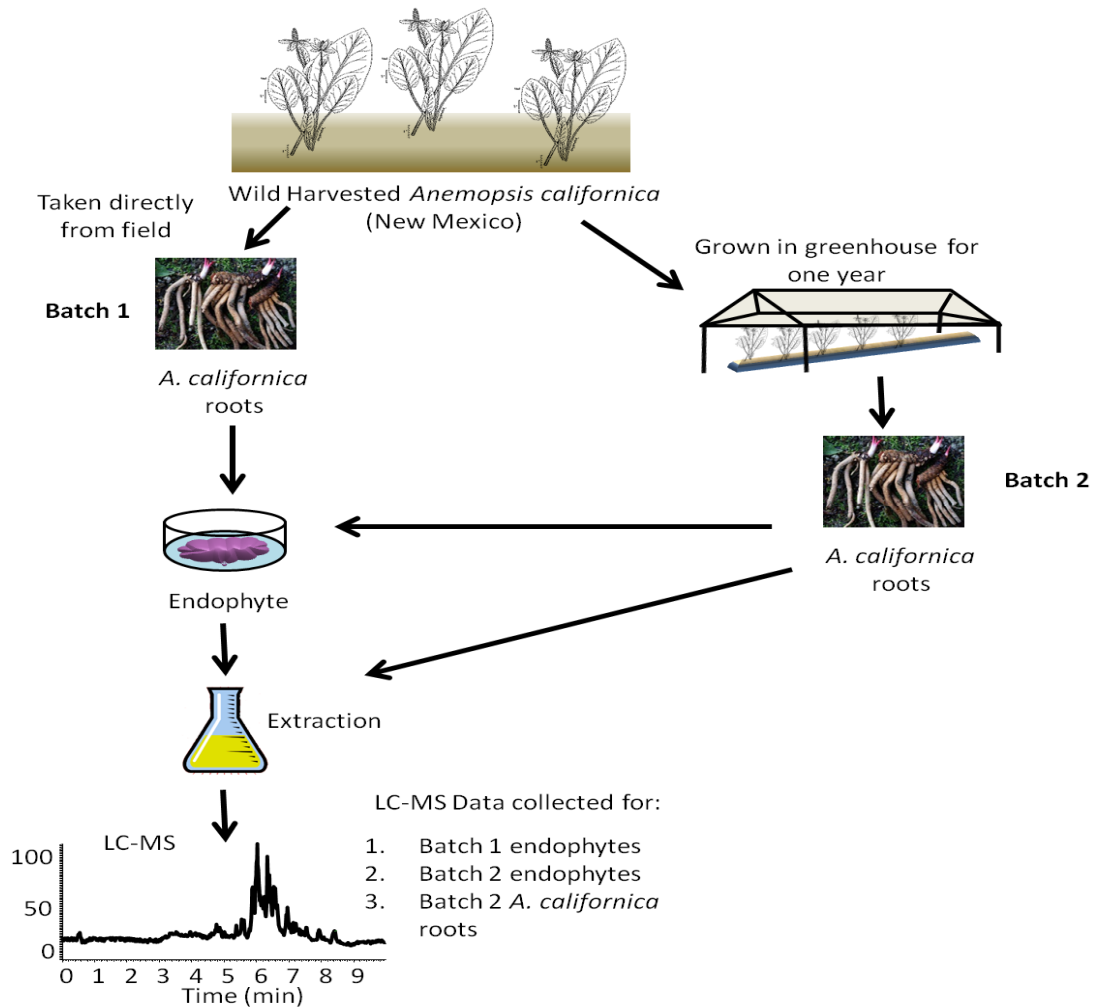 Wild Harvested Anemopsis californica
(New Mexico)
Taken directly
from field
Batch 1
A. californica
roots
Grown in greenhouse for
one year
Batch 2
A. californica
roots
Endophyte
Extraction
LC-MS
100
50
0
0 1 2 3 4 5 6 7 8 9
Time (min)
LC-MS Data collected for:
1. Batch 1 endophytes
2. Batch 2 endophytes
3. Batch 2 A. californica
roots